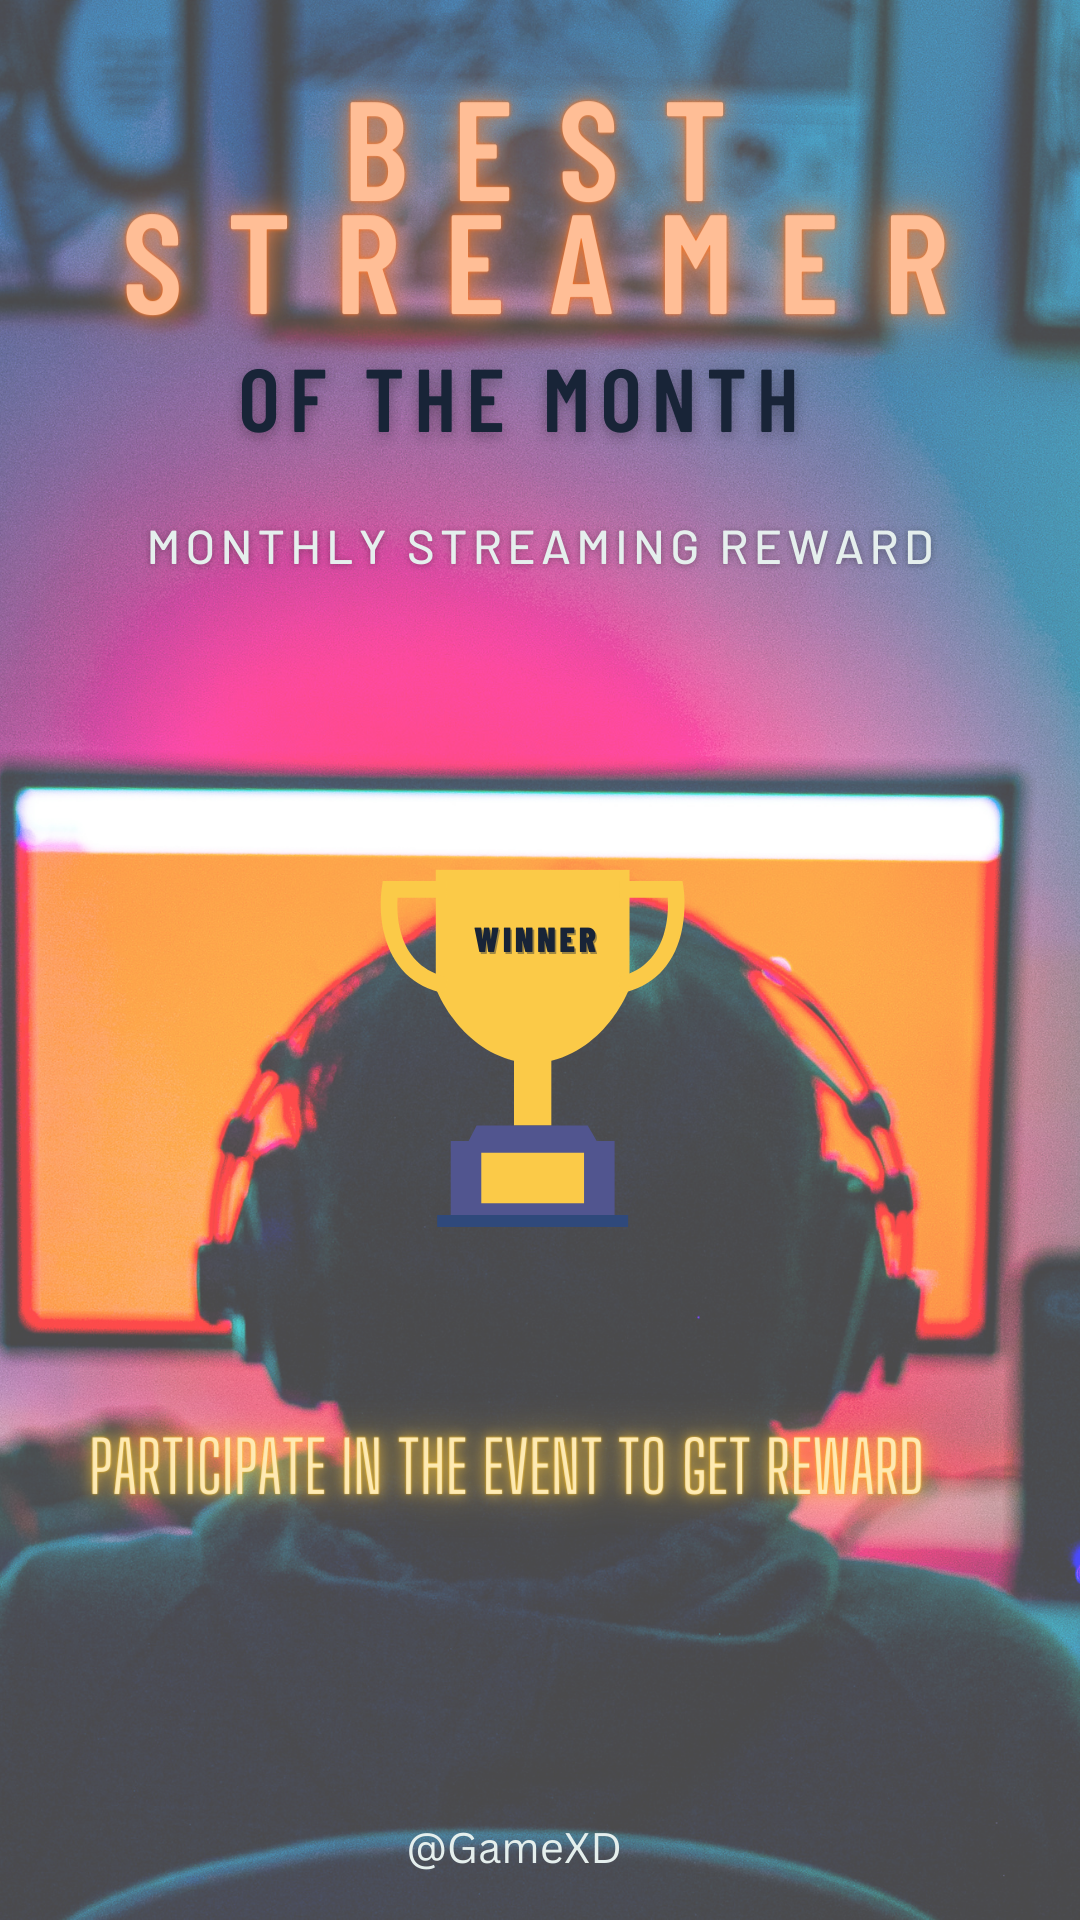 BEST
STREAMER
OF THE MONTH
MONTHLY STREAMING REWARD
WINNER
PARTICIPATE IN THE EVENT TO GET REWARD
@GameXD